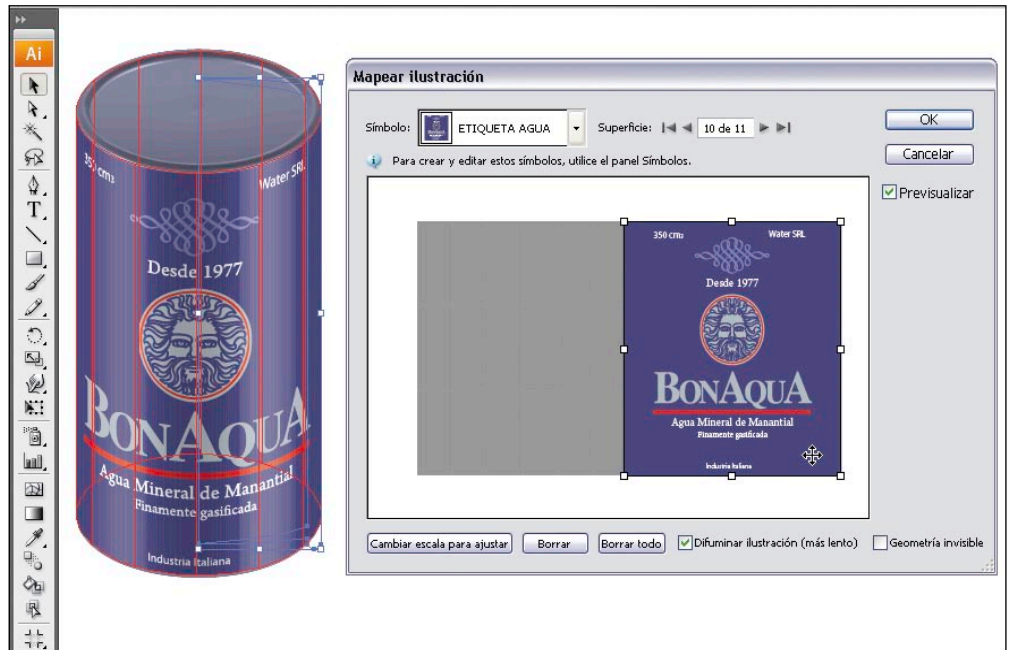 Ai
T
350 cm3
Water SRL
Desde 1977
BONAQUA
Agua Mineral de Manantial
Finamente gasificada
Industria Italiana
Mapear ilustración
Símbolo: ETIQUETA AGUA Superficie: 10 de 11
OK
Para crear y editar estos símbolos, utilice el panel Símbolos.
Cancelar
Previsualizar
350 cm3 Water SRL
Desde 1977
BONAQUA
Agua Mineral de Manantial
Finamente gasificada
Industria Italiana
Cambiar escala para ajustar Borrar Borrar todo Difuminar ilustración (más lento) Geometría invisible